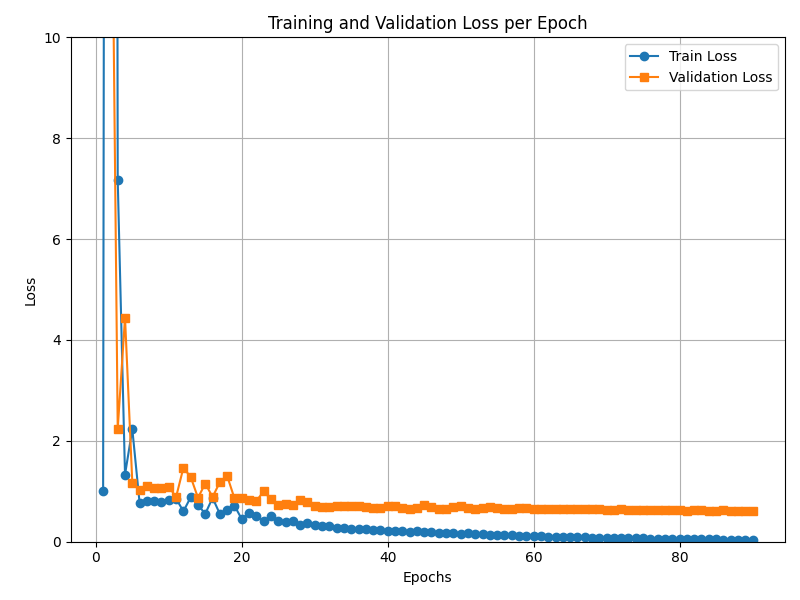 Training and Validation Loss per Epoch
Train Loss
Validation Loss
10
8
6
4
2
0
Loss
0 20 40 60 80
Epochs